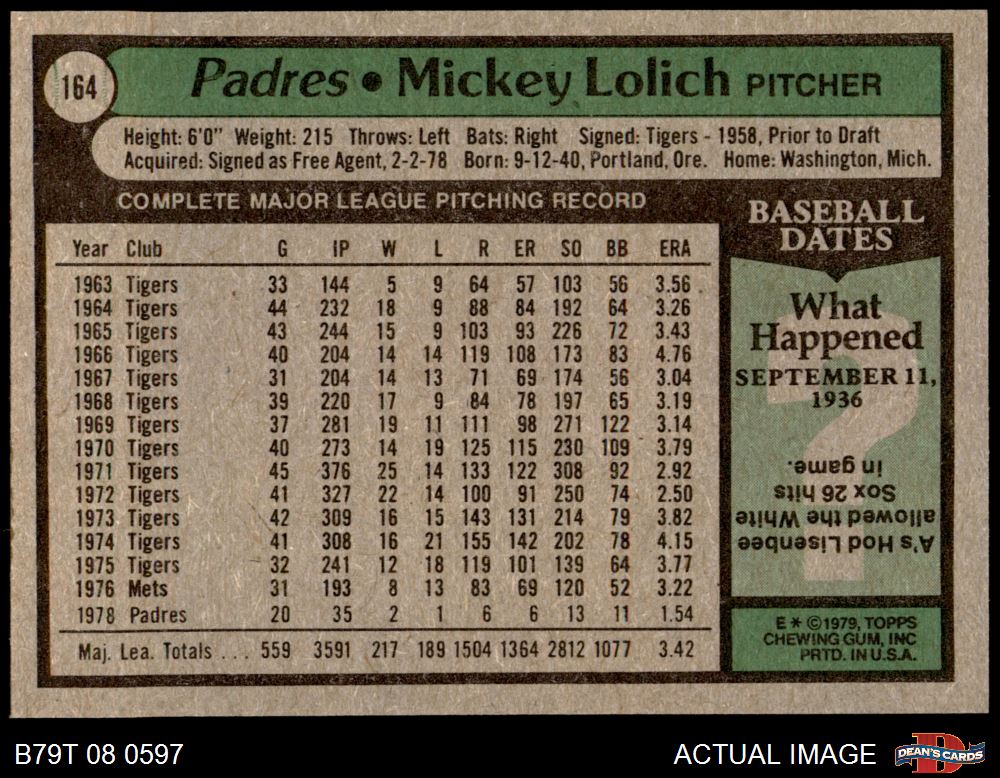 164
Padres • Mickey Lolich PITCHER
Height: 6'0" Weight: 215 Throws: Left Bats: Right Signed: Tigers - 1958, Prior to Draft
Acquired: Signed as Free Agent, 2-2-78 Born: 9-12-40, Portland, Ore. Home: Washington, Mich.
COMPLETE MAJOR LEAGUE PITCHING RECORD
Year Club G IP W L R ER SO BB ERA
1963 Tigers 33 144 5 9 64 57 103 56 3.56
1964 Tigers 44 232 18 9 88 84 192 64 3.26
1965 Tigers 43 244 15 9 103 93 226 72 3.43
1966 Tigers 40 204 14 14 119 108 173 83 4.76
1967 Tigers 31 204 14 13 71 69 174 56 3.04
1968 Tigers 39 220 17 9 84 78 197 65 3.19
1969 Tigers 37 281 19 11 111 98 271 122 3.14
1970 Tigers 40 273 14 19 125 115 230 109 3.79
1971 Tigers 45 376 25 14 133 122 308 92 2.92
1972 Tigers 41 327 22 14 100 91 250 74 2.50
1973 Tigers 42 309 16 15 143 131 214 79 3.82
1974 Tigers 41 308 16 21 155 142 202 78 4.15
1975 Tigers 32 241 12 18 119 101 139 64 3.77
1976 Mets 31 193 8 13 83 69 120 52 3.22
1978 Padres 20 35 2 1 6 6 13 11 1.54
Maj. Lea. Totals ... 559 3591 217 189 1504 1364 2812 1077 3.42
BASEBALL
DATES
What
Happened
SEPTEMBER 11,
1936
?
A's Hod Lisenbee
allowed the White
Sox 26 hits
in game.
E * ©1979, TOPPS
CHEWING GUM, INC
PRTD. IN U.S.A.
B79T 08 0597
ACTUAL IMAGE
DEAN'S CARDS